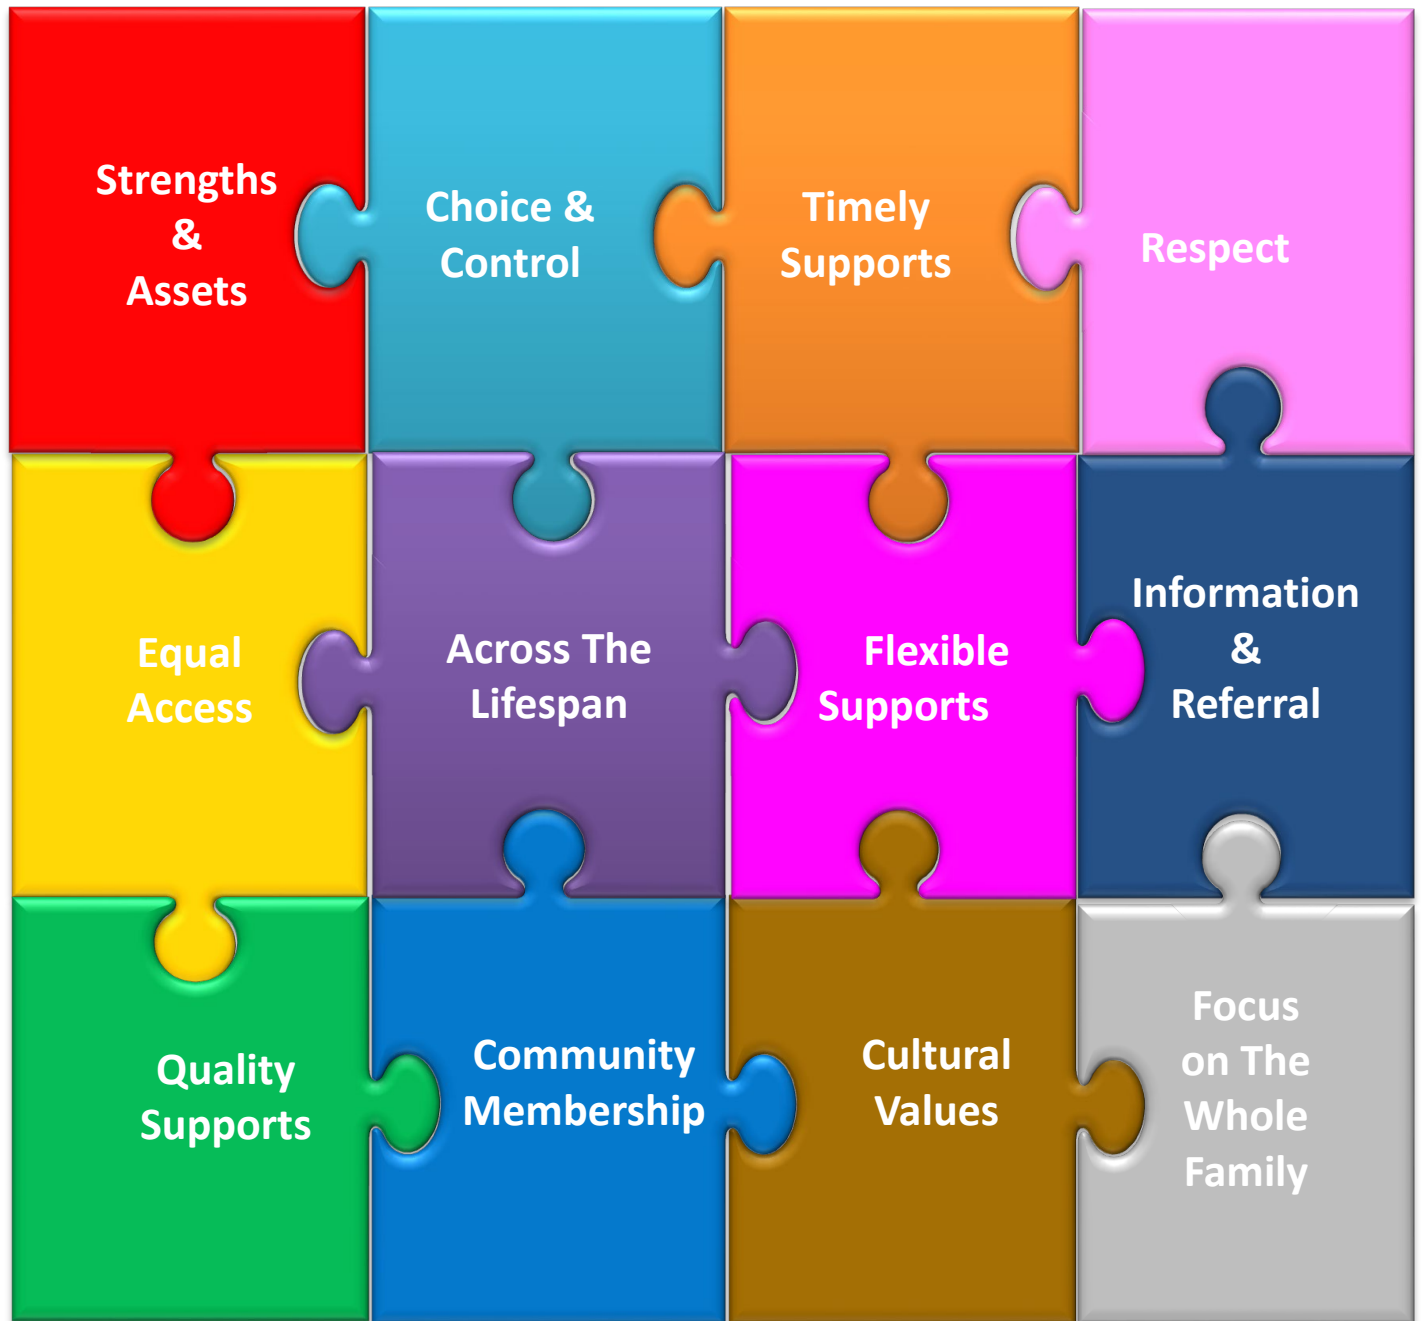 Strengths
&
Assets
Choice &
Control
Timely
Supports
Respect
Equal
Access
Across The
Lifespan
Flexible
Supports
Information
&
Referral
Quality
Supports
Community
Membership
Cultural
Values
Focus
on The
Whole
Family